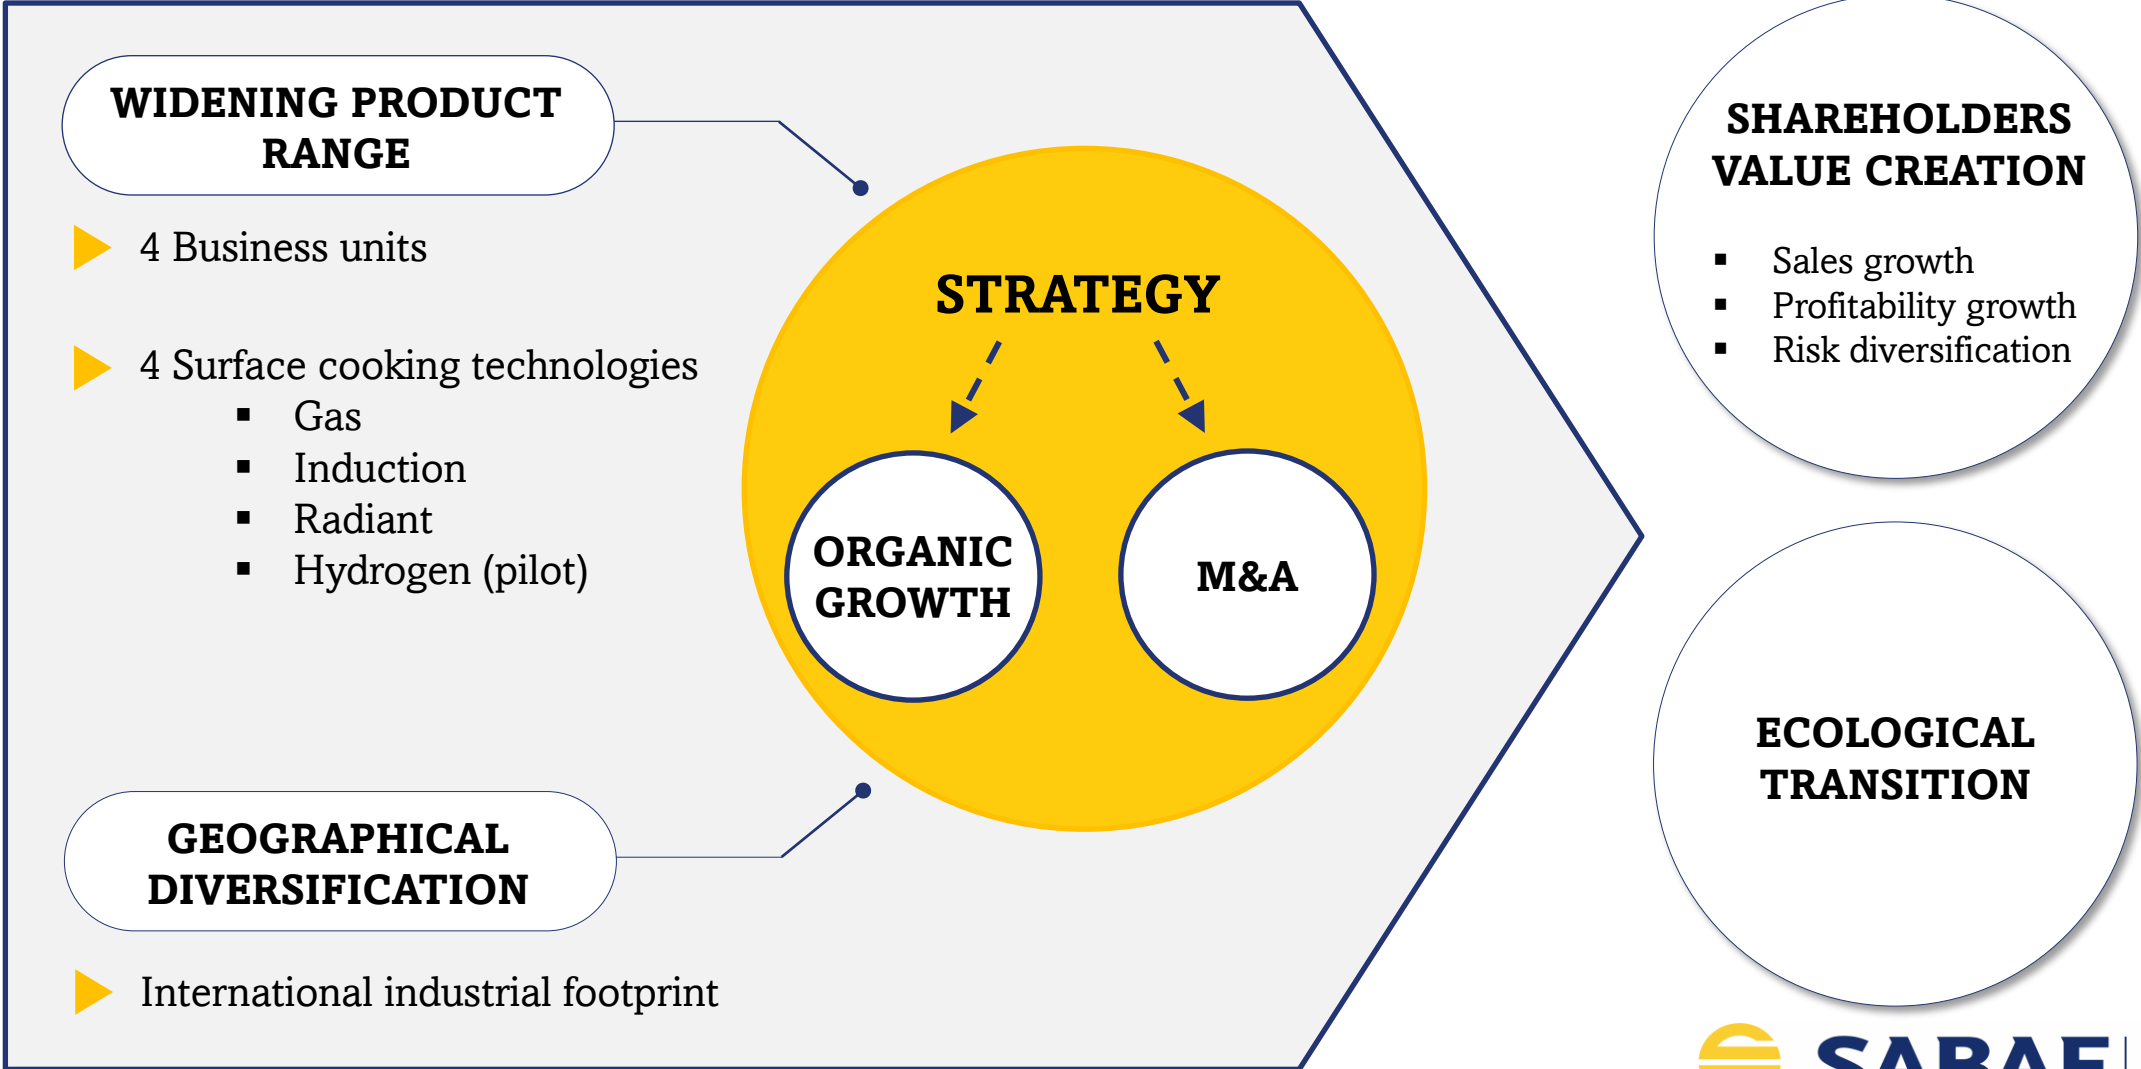 WIDENING PRODUCT
RANGE
4 Business units
4 Surface cooking technologies
Gas
Induction
Radiant
Hydrogen (pilot)
GEOGRAPHICAL
DIVERSIFICATION
International industrial footprint
STRATEGY
ORGANIC
GROWTH
M&A
SHAREHOLDERS
VALUE CREATION
Sales growth
Profitability growth
Risk diversification
ECOLOGICAL
TRANSITION
SABAF